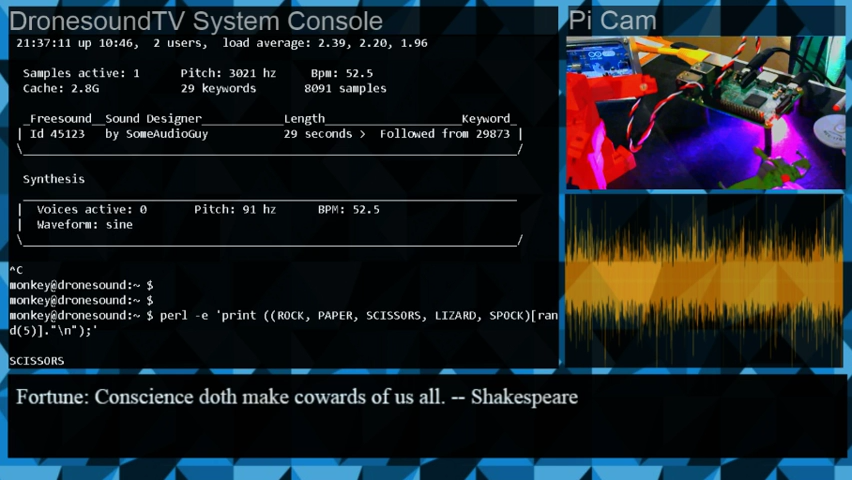 DronesoundTV System Console
Pi Cam
21:37:11 up 10:46,  2 users,  load average: 2.39, 2.20, 1.96
Samples active: 1      Pitch: 3021 hz      Bpm: 52.5
Cache: 2.8G            29 keywords         8091 samples
_Freesound__Sound Designer____________Length____________________Keyword_
| Id 45123   by SomeAudioGuy            29 seconds >  Followed from 29873 |
\_______________________________________________________________________/
Synthesis
________________________________________________________________________
|  Voices active: 0       Pitch: 91 hz       BPM: 52.5
|  Waveform: sine
\_______________________________________________________________________/
^C
monkey@dronesound:~ $
monkey@dronesound:~ $
monkey@dronesound:~ $ perl -e 'print ((ROCK, PAPER, SCISSORS, LIZARD, SPOCK)[ran
d(5)]."\n");'
SCISSORS
Fortune: Conscience doth make cowards of us all. -- Shakespeare